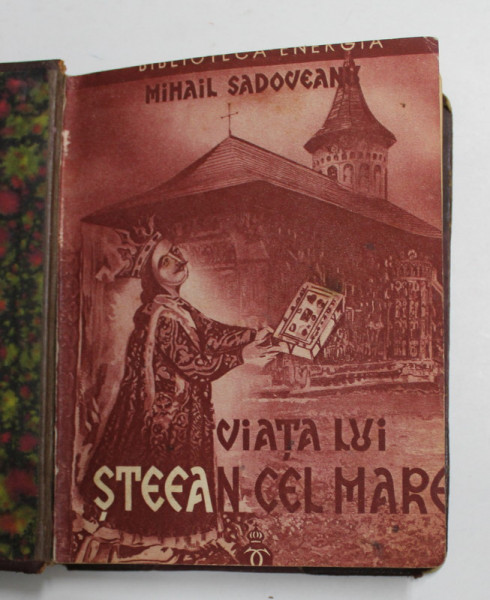 BIBLIOTECA ENERGIA
MIHAIL SADOVEANU
VIAȚA LUI
ȘTEFAN CEL MARE